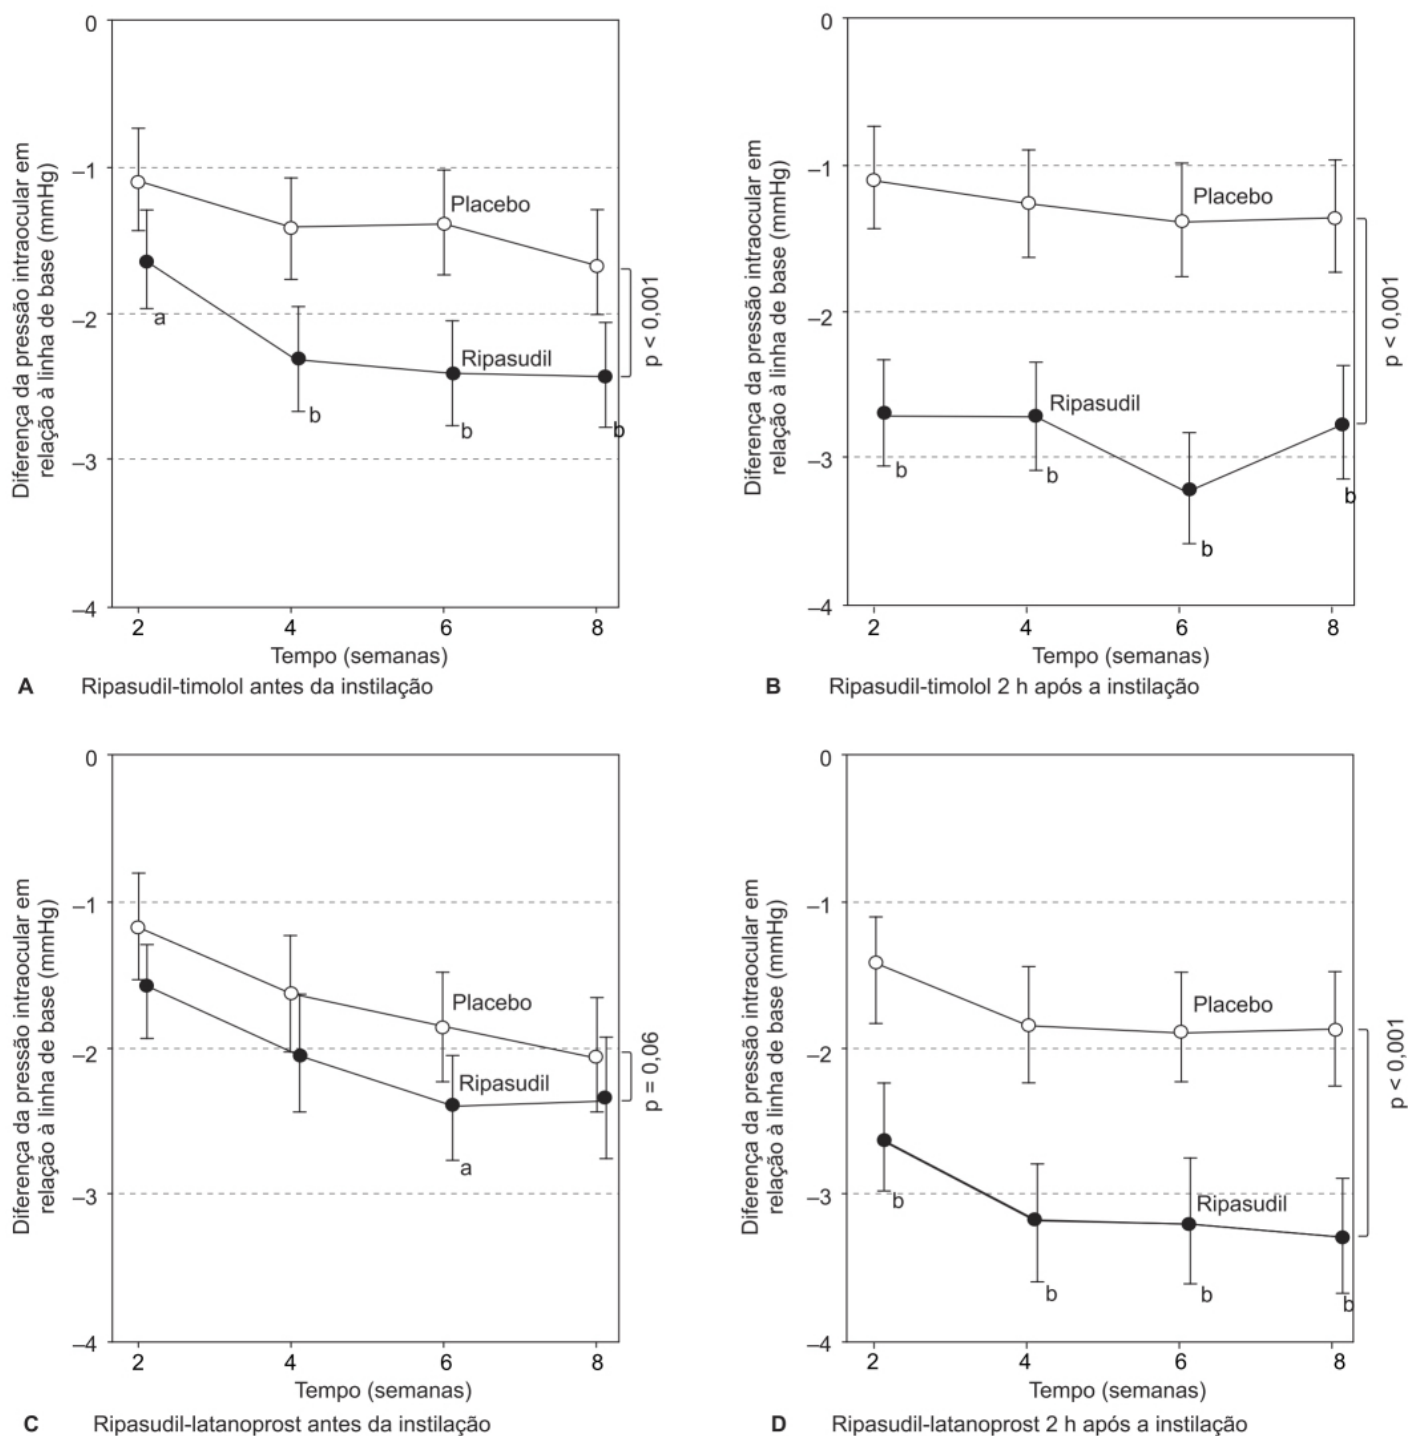 0
–1
–2
–3
–4
Diferença da pressão intraocular em
relação à linha de base (mmHg)
Placebo
Ripasudil
a
b
b
b
p < 0,001
2
4
6
8
Tempo (semanas)
A Ripasudil-timolol antes da instilação
0
–1
–2
–3
–4
Diferença da pressão intraocular em
relação à linha de base (mmHg)
Placebo
Ripasudil
b
b
b
b
p < 0,001
2
4
6
8
Tempo (semanas)
B Ripasudil-timolol 2 h após a instilação
0
–1
–2
–3
–4
Diferença da pressão intraocular em
relação à linha de base (mmHg)
Placebo
Ripasudil
a
p = 0,06
2
4
6
8
Tempo (semanas)
C Ripasudil-latanoprost antes da instilação
0
–1
–2
–3
–4
Diferença da pressão intraocular em
relação à linha de base (mmHg)
Placebo
Ripasudil
b
b
b
b
p < 0,001
2
4
6
8
Tempo (semanas)
D Ripasudil-latanoprost 2 h após a instilação